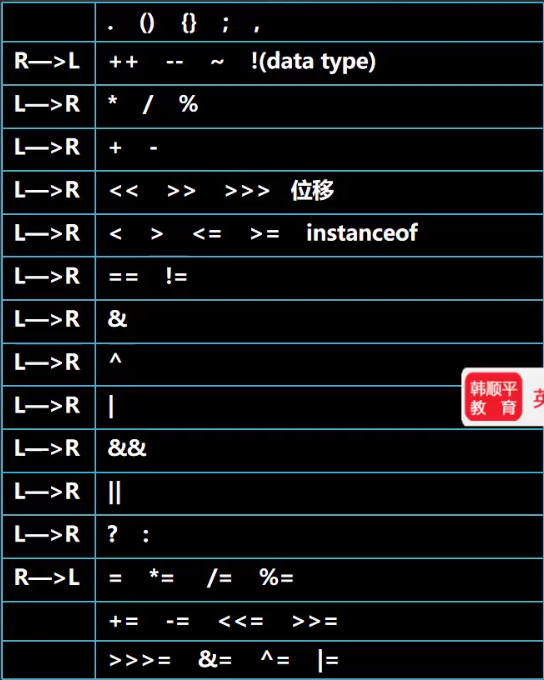 . () {} ; ,
R—>L ++ -- ~ !(data type)
L—>R * / %
L—>R + -
L—>R << >> >>> 位移
L—>R < > <= >= instanceof
L—>R == !=
L—>R &
L—>R ^
L—>R |
L—>R &&
L—>R ||
L—>R ? :
R—>L = *= /= %=
+= -= <<= >>=
>>>= &= ^= |=
韩顺平
教育